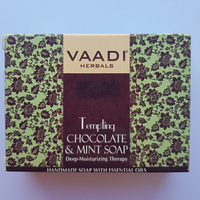 VAADI
HERBALS
Tempting
CHOCOLATE
& MINT SOAP
Deep-Moisturizing Therapy
HANDMADE SOAP WITH ESSENTIAL OILS